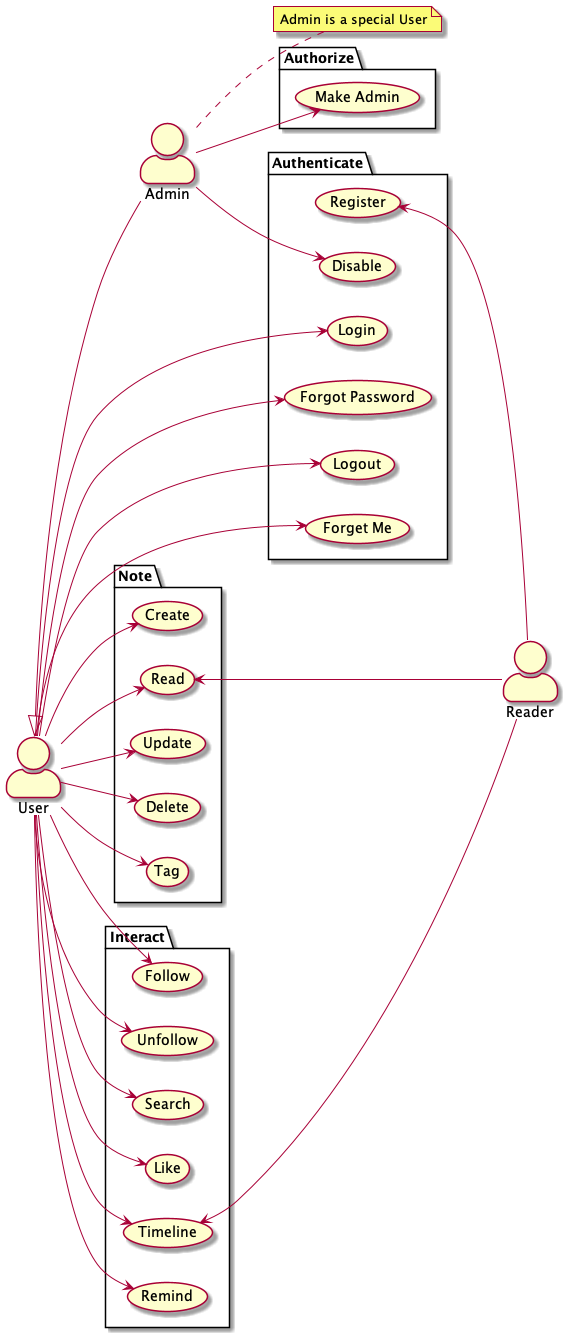 Admin is a special User
Authorize
Make Admin
Admin
Authenticate
Register
Disable
Login
Forgot Password
Logout
Forget Me
Note
Create
Read
Update
Delete
Tag
Reader
User
Interact
Follow
Unfollow
Search
Like
Timeline
Remind